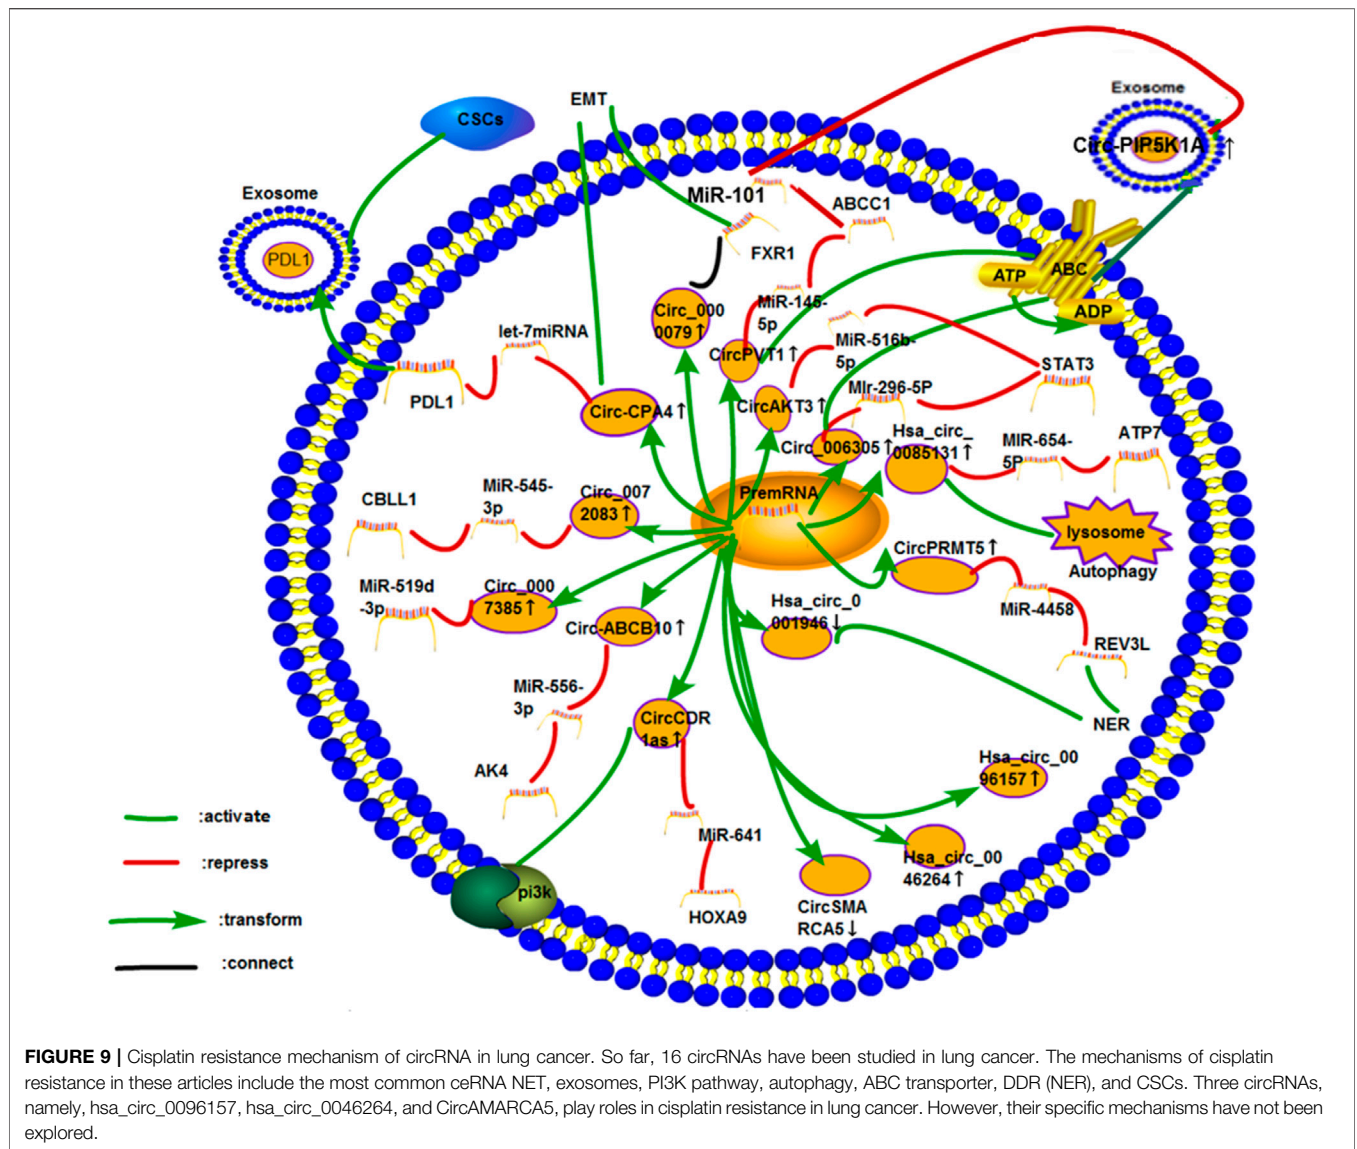 EMT
CSCs
Exosome
Circ-PIP5K1A ↑
Exosome
PDL1
MiR-101
ABCC1
FXR1
ABC
ATP
ADP
Circ_000
0079↑
MiR-145-
5p
let-7miRNA
CircPVT1↑
MiR-516b-
5p
STAT3
PDL1
Circ-CPA4↑
CircAKT3↑
MIr-296-5P
Circ_006305↑
Hsa_circ_
0085131↑
MIR-654-
5P
ATP7
PremRNA
CBLL1
MiR-545-
3p
Circ_007
2083↑
lysosome
Autophagy
CircPRMT5↑
MiR-519d
-3p
Circ_000
7385↑
Circ-ABCB10↑
Hsa_circ_0
001946↓
MiR-4458
REV3L
MiR-556-
3p
CircCDR
1as↑
NER
AK4
Hsa_circ_00
96157↑
MiR-641
Hsa_circ_00
46264↑
pi3k
HOXA9
CircSMA
RCA5↓
:activate
:repress
:transform
:connect
FIGURE 9 | Cisplatin resistance mechanism of circRNA in lung cancer. So far, 16 circRNAs have been studied in lung cancer. The mechanisms of cisplatin
resistance in these articles include the most common ceRNA NET, exosomes, PI3K pathway, autophagy, ABC transporter, DDR (NER), and CSCs. Three circRNAs,
namely, hsa_circ_0096157, hsa_circ_0046264, and CircAMARCA5, play roles in cisplatin resistance in lung cancer. However, their specific mechanisms have not been
explored.